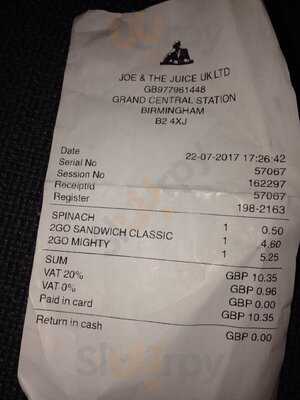 JOE & THE JUICE UK LTD
GB977961448
GRAND CENTRAL STATION
BIRMINGHAM
B2 4XJ
Date 22-07-2017 17:26:42
Serial No 57067
Session No 162297
ReceiptId 57067
Register 198-2163
SPINACH 1 0.50
2GO SANDWICH CLASSIC 1 4.60
2GO MIGHTY 1 5.25
SUM GBP 10.35
VAT 20% GBP 0.96
VAT 0% GBP 0.00
Paid in card GBP 10.35
Return in cash GBP 0.00